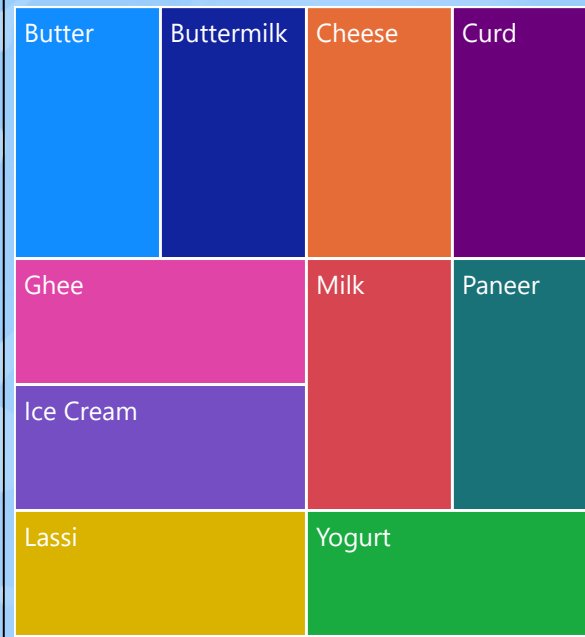 Butter
Buttermilk
Cheese
Curd
Ghee
Milk
Paneer
Ice Cream
Lassi
Yogurt